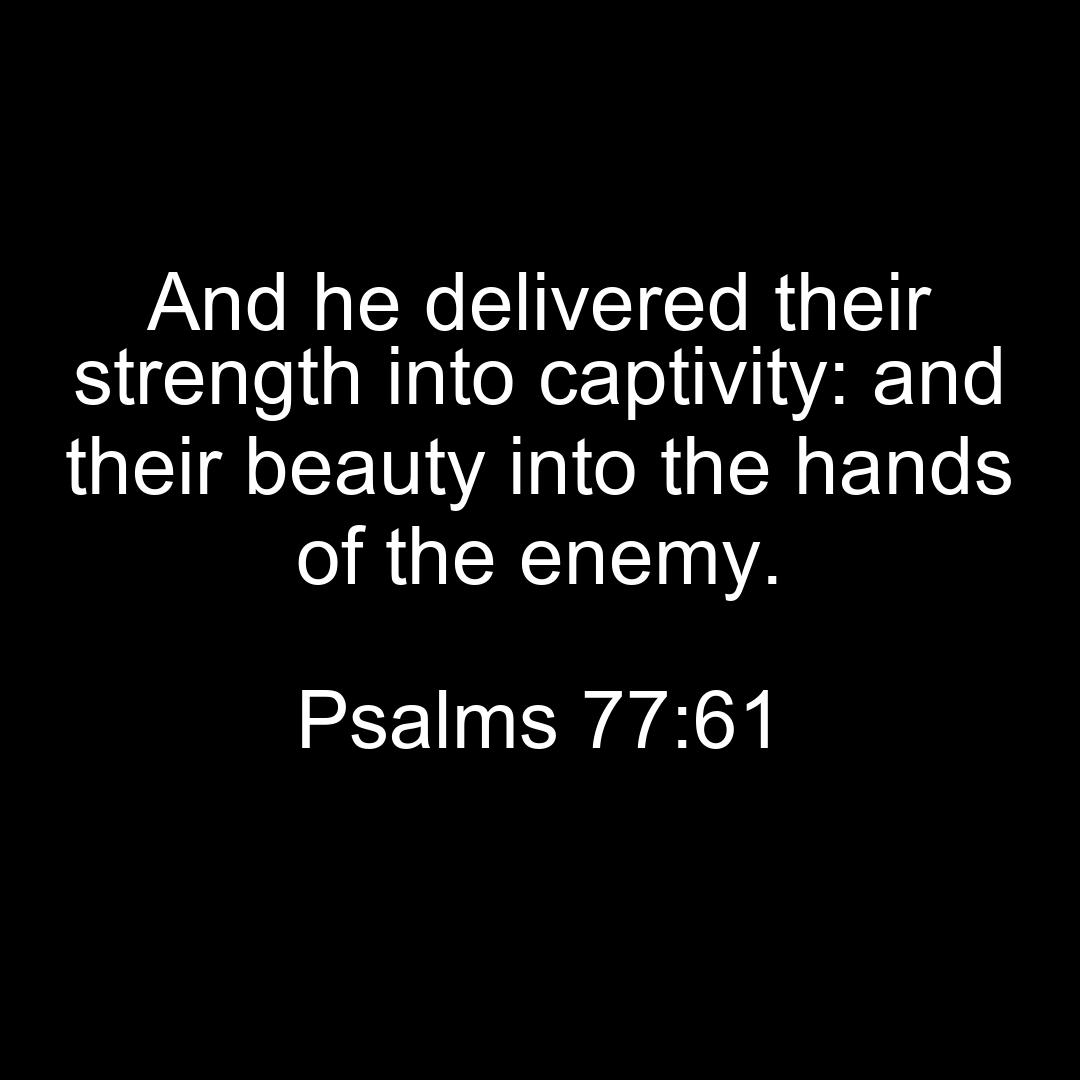 And he delivered their
strength into captivity: and
their beauty into the hands
of the enemy.
Psalms 77:61